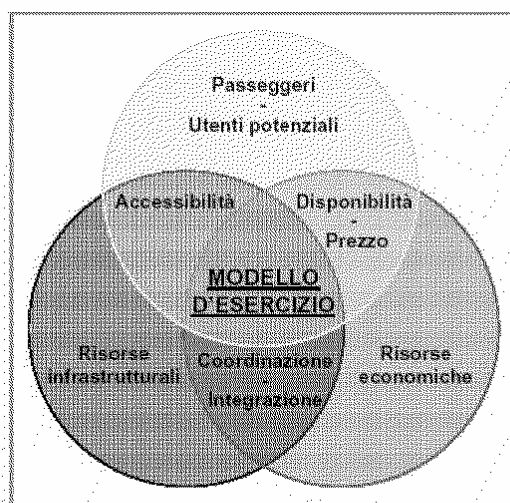 Passeggeri
-
Utenti potenziali
Accessibilità
Disponibilità
-
Prezzo
MODELLO
D'ESERCIZIO
Risorse
infrastrutturali
Coordinazione
-
Integrazione
Risorse
economiche